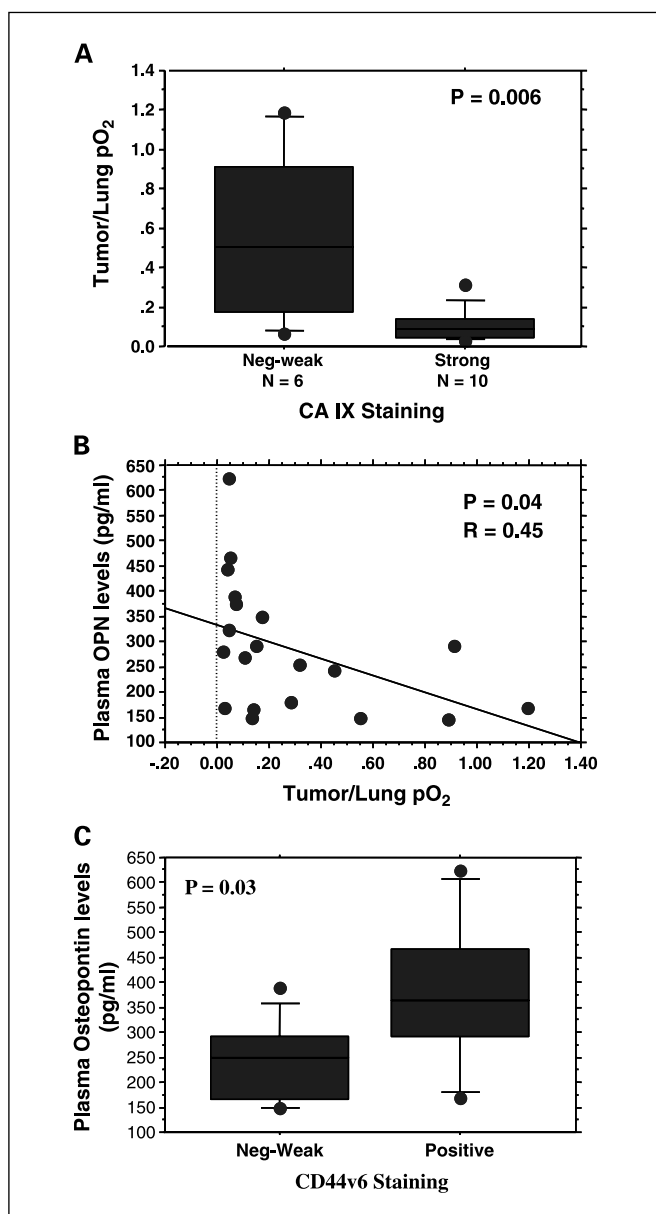 A
1.4
1.2
1.0
.8
.6
.4
.2
0.0
Tumor/Lung pO2
P = 0.006
Neg-weak Strong
N = 6 N = 10
CA IX Staining
B
650
600
550
500
450
400
350
300
250
200
150
100
Plasma OPN levels (pg/ml)
P = 0.04
R = 0.45
-.20 0.00 .20 .40 .60 .80 1.00 1.20 1.40
Tumor/Lung pO2
C
650
600
550
500
450
400
350
300
250
200
150
100
Plasma Osteopontin levels
(pg/ml)
P = 0.03
Neg-Weak Positive
CD44v6 Staining